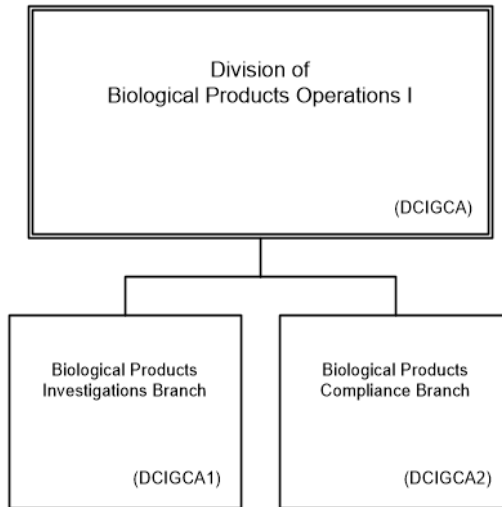 Division of
Biological Products Operations I
(DCIGCA)
Biological Products
Investigations Branch
(DCIGCA1)
Biological Products
Compliance Branch
(DCIGCA2)